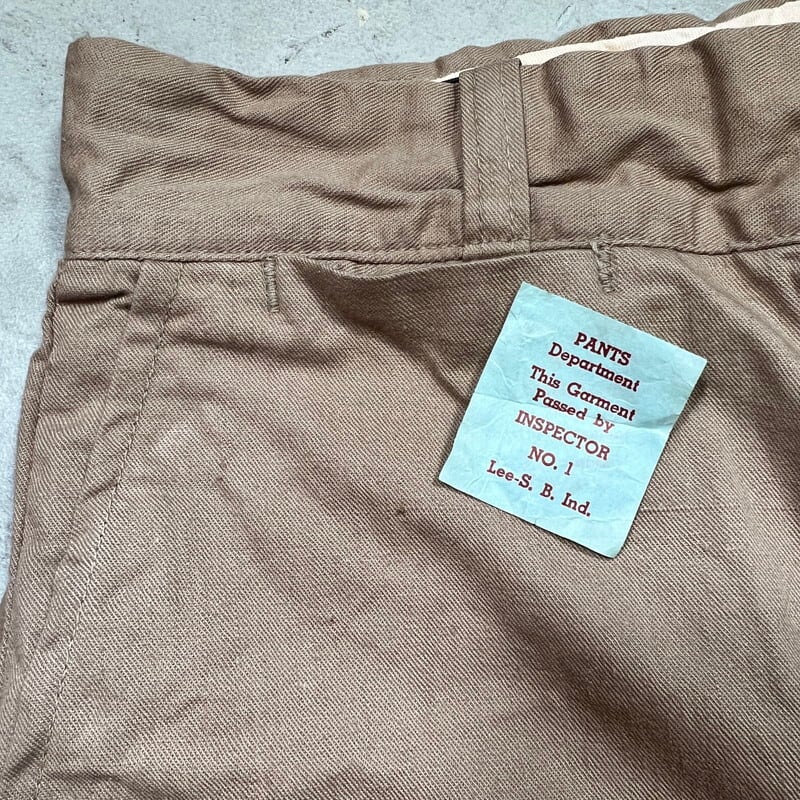 PANTS
Department
This Garment
Passed by
INSPECTOR
NO. 1
Lee-S. B. Ind.